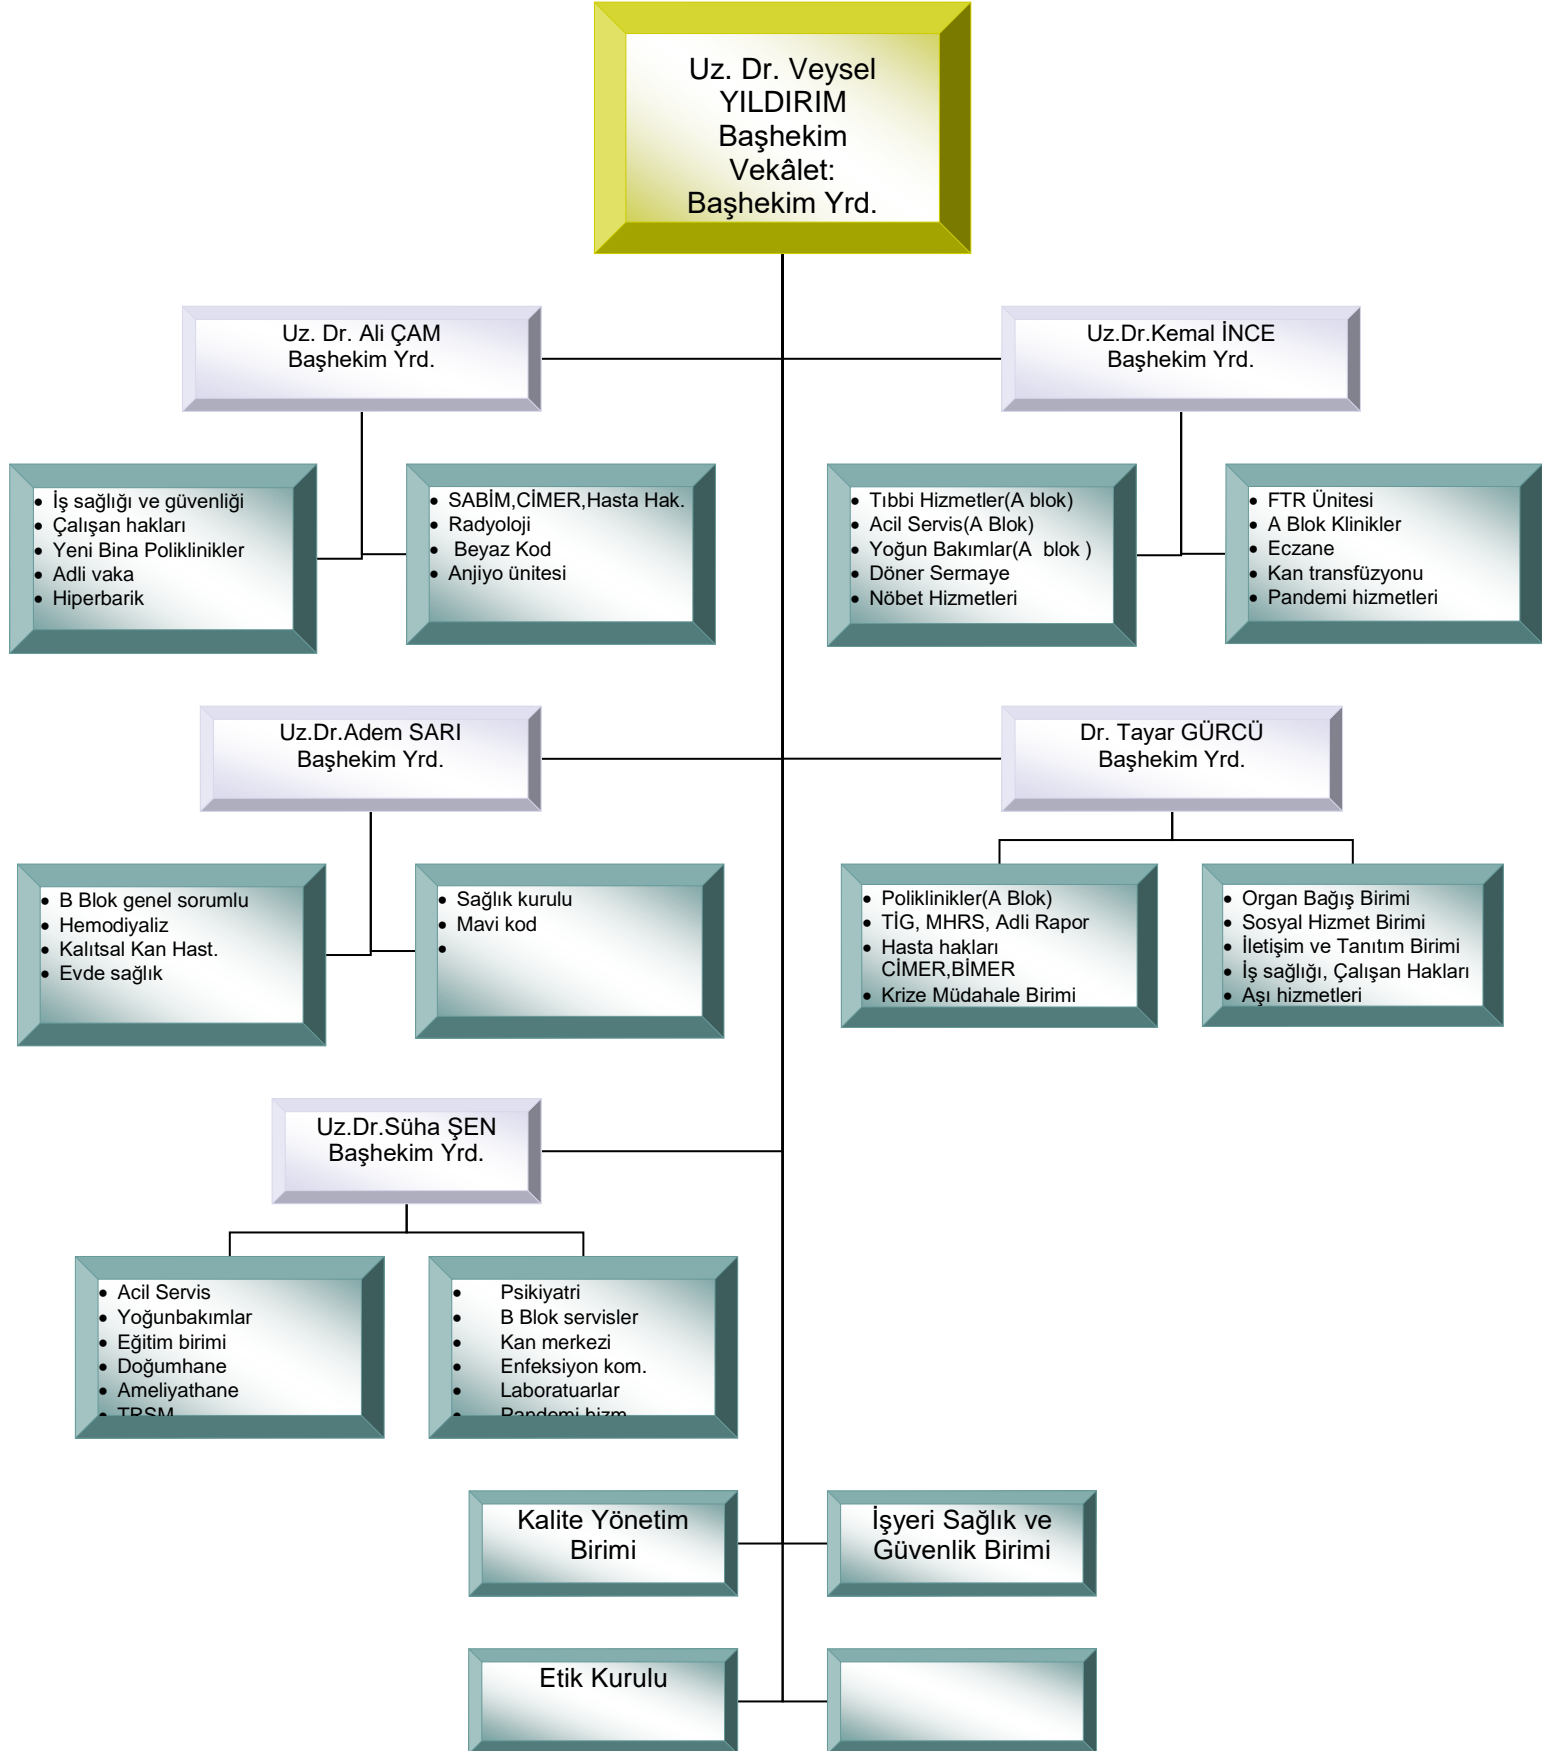 Uz. Dr. Veysel
YILDIRIM
Başhekim
Vekâlet:
Başhekim Yrd.
Uz. Dr. Ali ÇAM
Başhekim Yrd.
Uz.Dr.Kemal İNCE
Başhekim Yrd.
• İş sağlığı ve güvenliği
• Çalışan hakları
• Yeni Bina Poliklinikler
• Adli vaka
• Hiperbarik
• SABİM,CİMER,Hasta Hak.
• Radyoloji
• Beyaz Kod
• Anjiyo ünitesi
• Tıbbi Hizmetler(A blok)
• Acil Servis(A Blok)
• Yoğun Bakımlar(A blok )
• Döner Sermaye
• Nöbet Hizmetleri
• FTR Ünitesi
• A Blok Klinikler
• Eczane
• Kan transfüzyonu
• Pandemi hizmetleri
Uz.Dr.Adem SARI
Başhekim Yrd.
Dr. Tayar GÜRCÜ
Başhekim Yrd.
• B Blok genel sorumlu
• Hemodiyaliz
• Kalıtsal Kan Hast.
• Evde sağlık
• Sağlık kurulu
• Mavi kod
•
• Poliklinikler(A Blok)
• TİG, MHRS, Adli Rapor
• Hasta hakları
CİMER,BİMER
• Krize Müdahale Birimi
• Organ Bağış Birimi
• Sosyal Hizmet Birimi
• İletişim ve Tanıtım Birimi
• İş sağlığı, Çalışan Hakları
• Aşı hizmetleri
Uz.Dr.Süha ŞEN
Başhekim Yrd.
• Acil Servis
• Yoğunbakımlar
• Eğitim birimi
• Doğumhane
• Ameliyathane
• TRSM
• Psikiyatri
• B Blok servisler
• Kan merkezi
• Enfeksiyon kom.
• Laboratuarlar
• Pandemi hizm
Kalite Yönetim
Birimi
İşyeri Sağlık ve
Güvenlik Birimi
Etik Kurulu